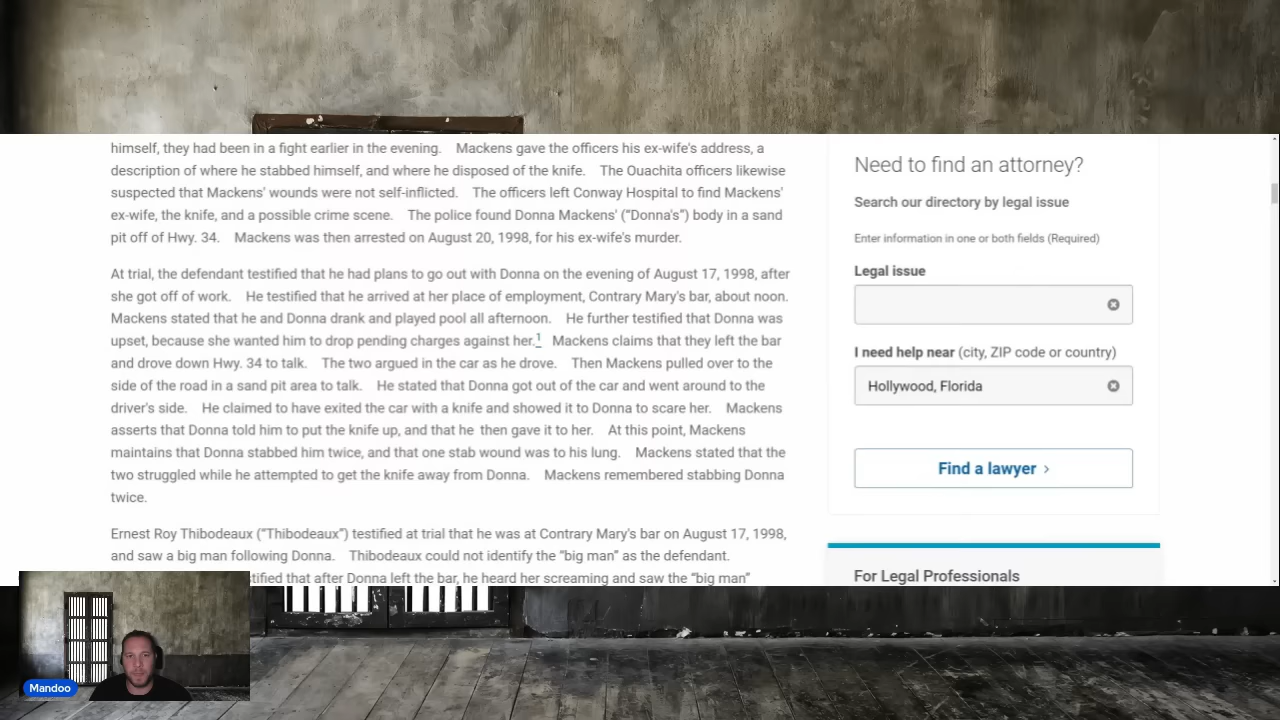 himself, they had been in a fight earlier in the evening. Mackens gave the officers his ex-wife's address, a
description of where he stabbed himself, and where he disposed of the knife. The Ouachita officers likewise
suspected that Mackens' wounds were not self-inflicted. The officers left Conway Hospital to find Mackens'
ex-wife, the knife, and a possible crime scene. The police found Donna Mackens' (“Donna's”) body in a sand
pit off of Hwy. 34. Mackens was then arrested on August 20, 1998, for his ex-wife's murder.
At trial, the defendant testified that he had plans to go out with Donna on the evening of August 17, 1998, after
she got off of work. He testified that he arrived at her place of employment, Contrary Mary's bar, about noon.
Mackens stated that he and Donna drank and played pool all afternoon. He further testified that Donna was
upset, because she wanted him to drop pending charges against her.1 Mackens claims that they left the bar
and drove down Hwy. 34 to talk. The two argued in the car as he drove. Then Mackens pulled over to the
side of the road in a sand pit area to talk. He stated that Donna got out of the car and went around to the
driver's side. He claimed to have exited the car with a knife and showed it to Donna to scare her. Mackens
asserts that Donna told him to put the knife up, and that he then gave it to her. At this point, Mackens
maintains that Donna stabbed him twice, and that one stab wound was to his lung. Mackens stated that the
two struggled while he attempted to get the knife away from Donna. Mackens remembered stabbing Donna
twice.
Ernest Roy Thibodeaux (“Thibodeaux”) testified at trial that he was at Contrary Mary's bar on August 17, 1998,
and saw a big man following Donna. Thibodeaux could not identify the “big man” as the defendant.
stified that after Donna left the bar, he heard her screaming and saw the “big man”
Need to find an attorney?
Search our directory by legal issue
Enter information in one or both fields (Required)
Legal issue
I need help near (city, ZIP code or country)
Hollywood, Florida
Find a lawyer
For Legal Professionals
Mandoo